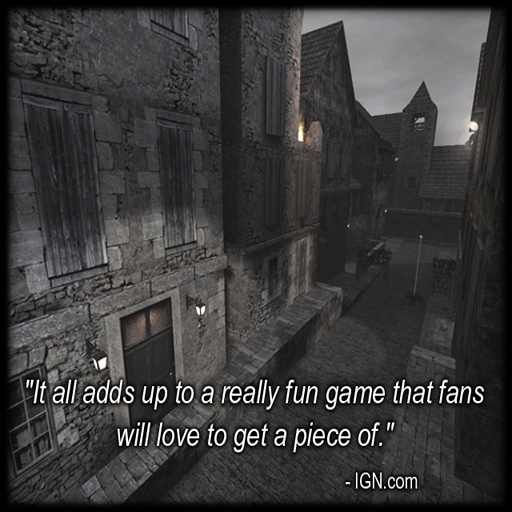 "It all adds up to a really fun game that fans
will love to get a piece of."
- IGN.com